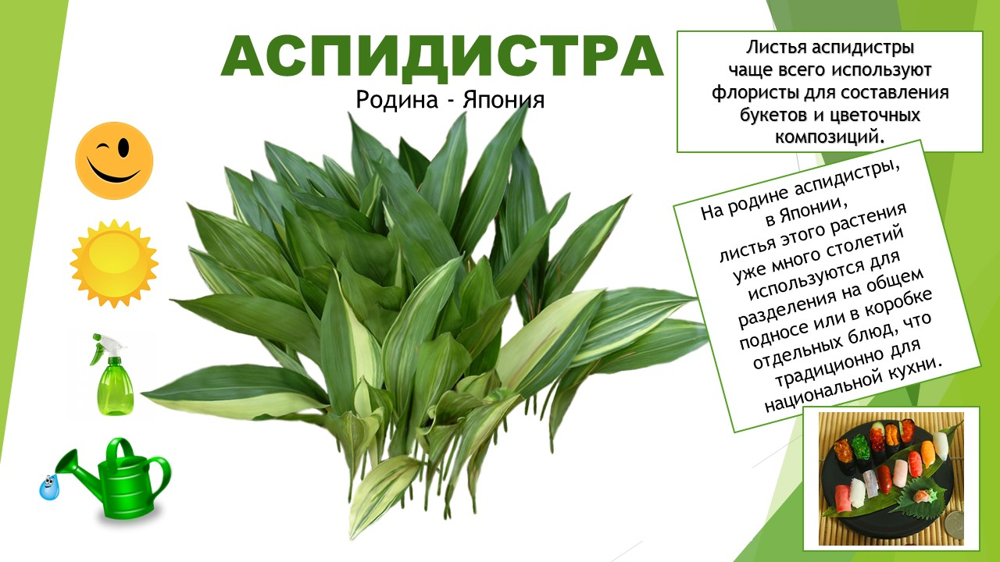 АСПИДИСТРА
Родина - Япония
Листья аспидистры
чаще всего используют
флористы для составления
букетов и цветочных
композиций.
На родине аспидистры,
в Японии,
листья этого растения
уже много столетий
используются для
разделения на общем
подносе или в коробке
отдельных блюд, что
традиционно для
национальной кухни.